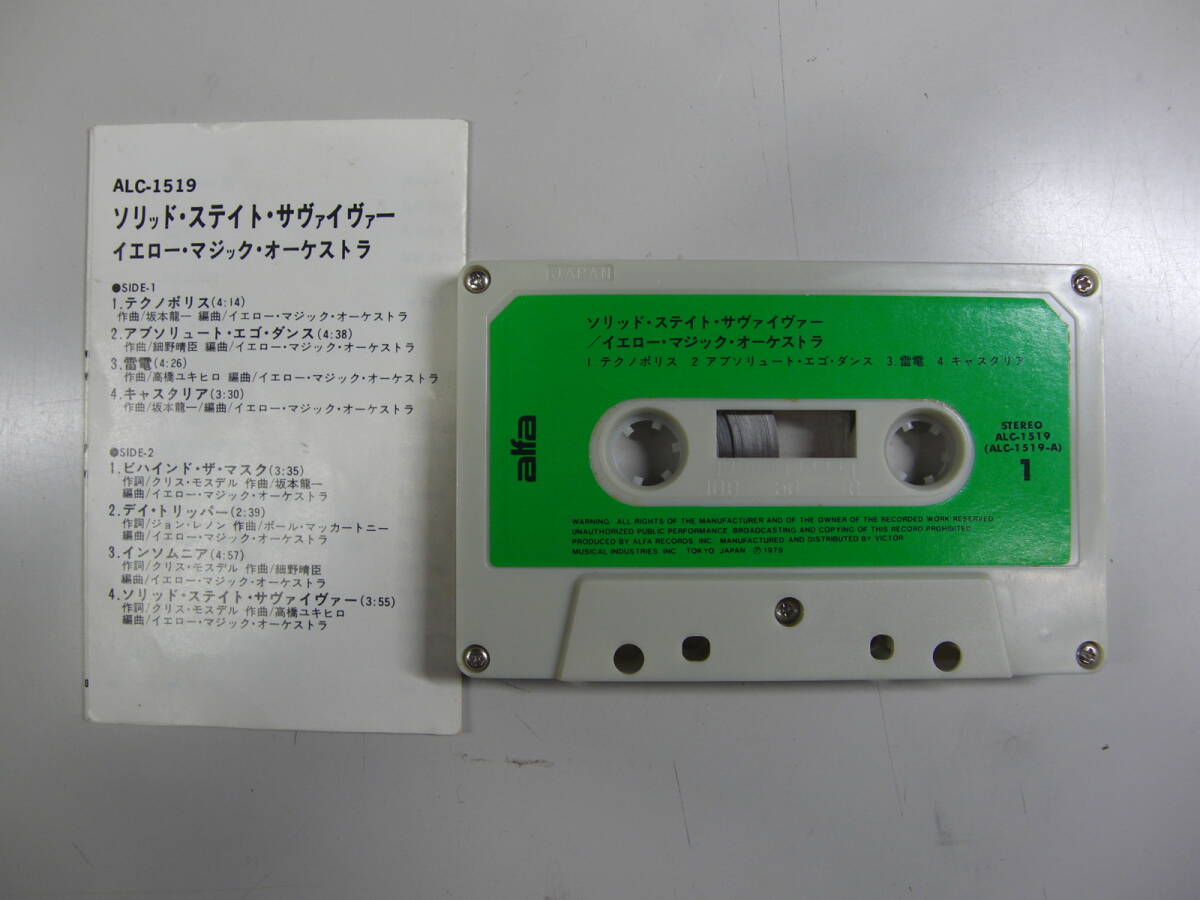 ALC-1519
ソリッド・ステイト・サヴァイヴァー
イエロー・マジック・オーケストラ
●SIDE-1
1.テクノポリス(4:14)
作曲/坂本龍一 編曲/イエロー・マジック・オーケストラ
2.アブソリュート・エゴ・ダンス(4:38)
作曲/細野晴臣 編曲/イエロー・マジック・オーケストラ
3.雷電(4:26)
作曲/高橋ユキヒロ 編曲/イエロー・マジック・オーケストラ
4.キャスタリア(3:30)
作曲/坂本龍一/編曲/イエロー・マジック・オーケストラ
●SIDE-2
1.ビハインド・ザ・マスク(3:35)
作詞/クリス・モスデル 作曲/坂本龍一
編曲/イエロー・マジック・オーケストラ
2.デイ・トリッパー(2:39)
作詞/ジョン・レノン 作曲/ポール・マッカートニー
編曲/イエロー・マジック・オーケストラ
3.インソムニア(4:57)
作詞/クリス・モスデル 作曲/細野晴臣
編曲/イエロー・マジック・オーケストラ
4.ソリッド・ステイト・サヴァイヴァー(3:55)
作詞/クリス・モスデル 作曲/高橋ユキヒロ
編曲/イエロー・マジック・オーケストラ
JAPAN
ソリッド・ステイト・サヴァイヴァー
/イエロー・マジック・オーケストラ
1 テクノポリス 2 アブソリュート・エゴ・ダンス 3.雷電 4.キャスタリア
alfa
STEREO
ALC-1519
(ALC-1519-A)
1
WARNING. ALL RIGHTS OF THE MANUFACTURER AND OF THE OWNER OF THE RECORDED WORK RESERVED
UNAUTHORIZED PUBLIC PERFORMANCE BROADCASTING AND COPYING OF THIS RECORD PROHIBITED
PRODUCED BY ALFA RECORDS, INC. MANUFACTURED AND DISTRIBUTED BY VICTOR
MUSICAL INDUSTRIES, INC. TOKYO JAPAN Ⓟ1979